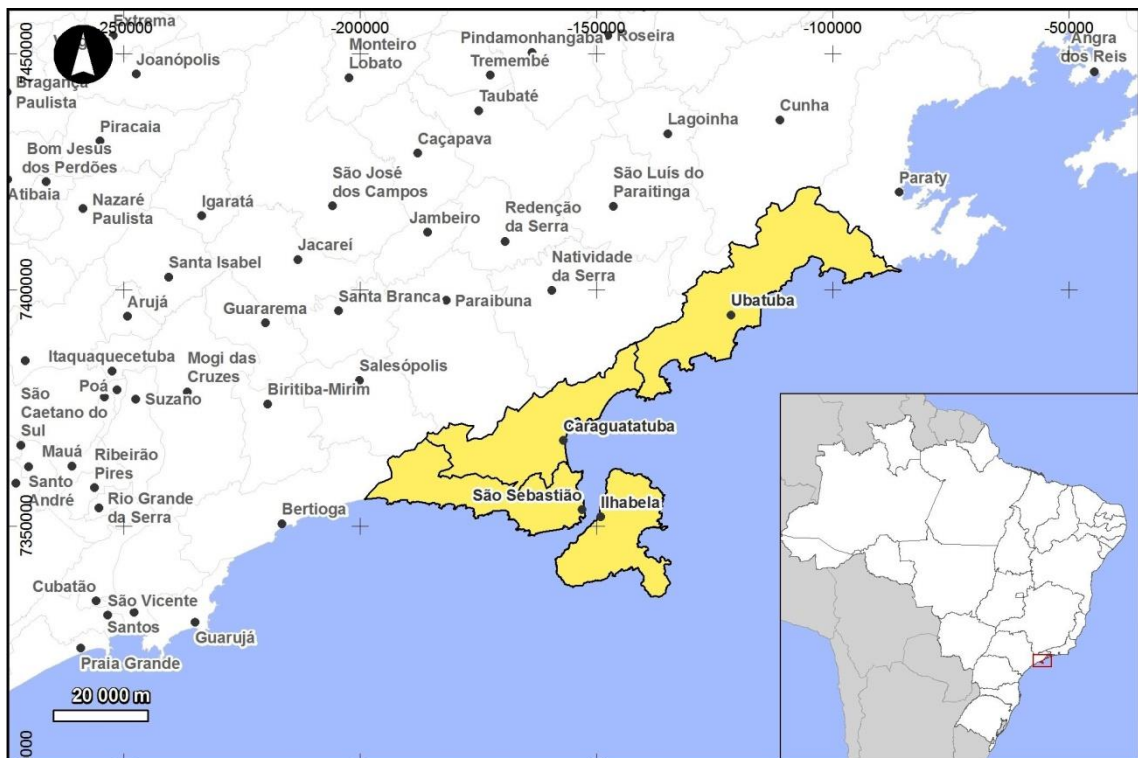 -250000
-200000
-150000
-100000
-50000
Extrema
Joanópolis
Monteiro
Lobato
Pindamonhangaba
Roseira
Tremembé
Angra
dos Reis
7450000
Bragança
Paulista
Taubaté
Cunha
Lagoinha
Piracaia
Caçapava
Bom Jesus
dos Perdões
São José
dos Campos
São Luís do
Paraitinga
Paraty
Atibaia
Nazaré
Paulista
Igaratá
Jambeiro
Redenção
da Serra
Jacareí
Natividade
da Serra
Santa Isabel
7400000
Arujá
Guararema
Santa Branca
Paraibuna
Ubatuba
Itaquaquecetuba
Mogi das
Cruzes
Salesópolis
Poá
Suzano
Biritiba-Mirim
São
Caetano do
Sul
Caraguatatuba
Mauá
Ribeirão
Pires
Santo
André
Rio Grande
da Serra
São Sebastião
Ilhabela
Bertioga
7350000
Cubatão
São Vicente
Santos
Guarujá
Praia Grande
20 000 m